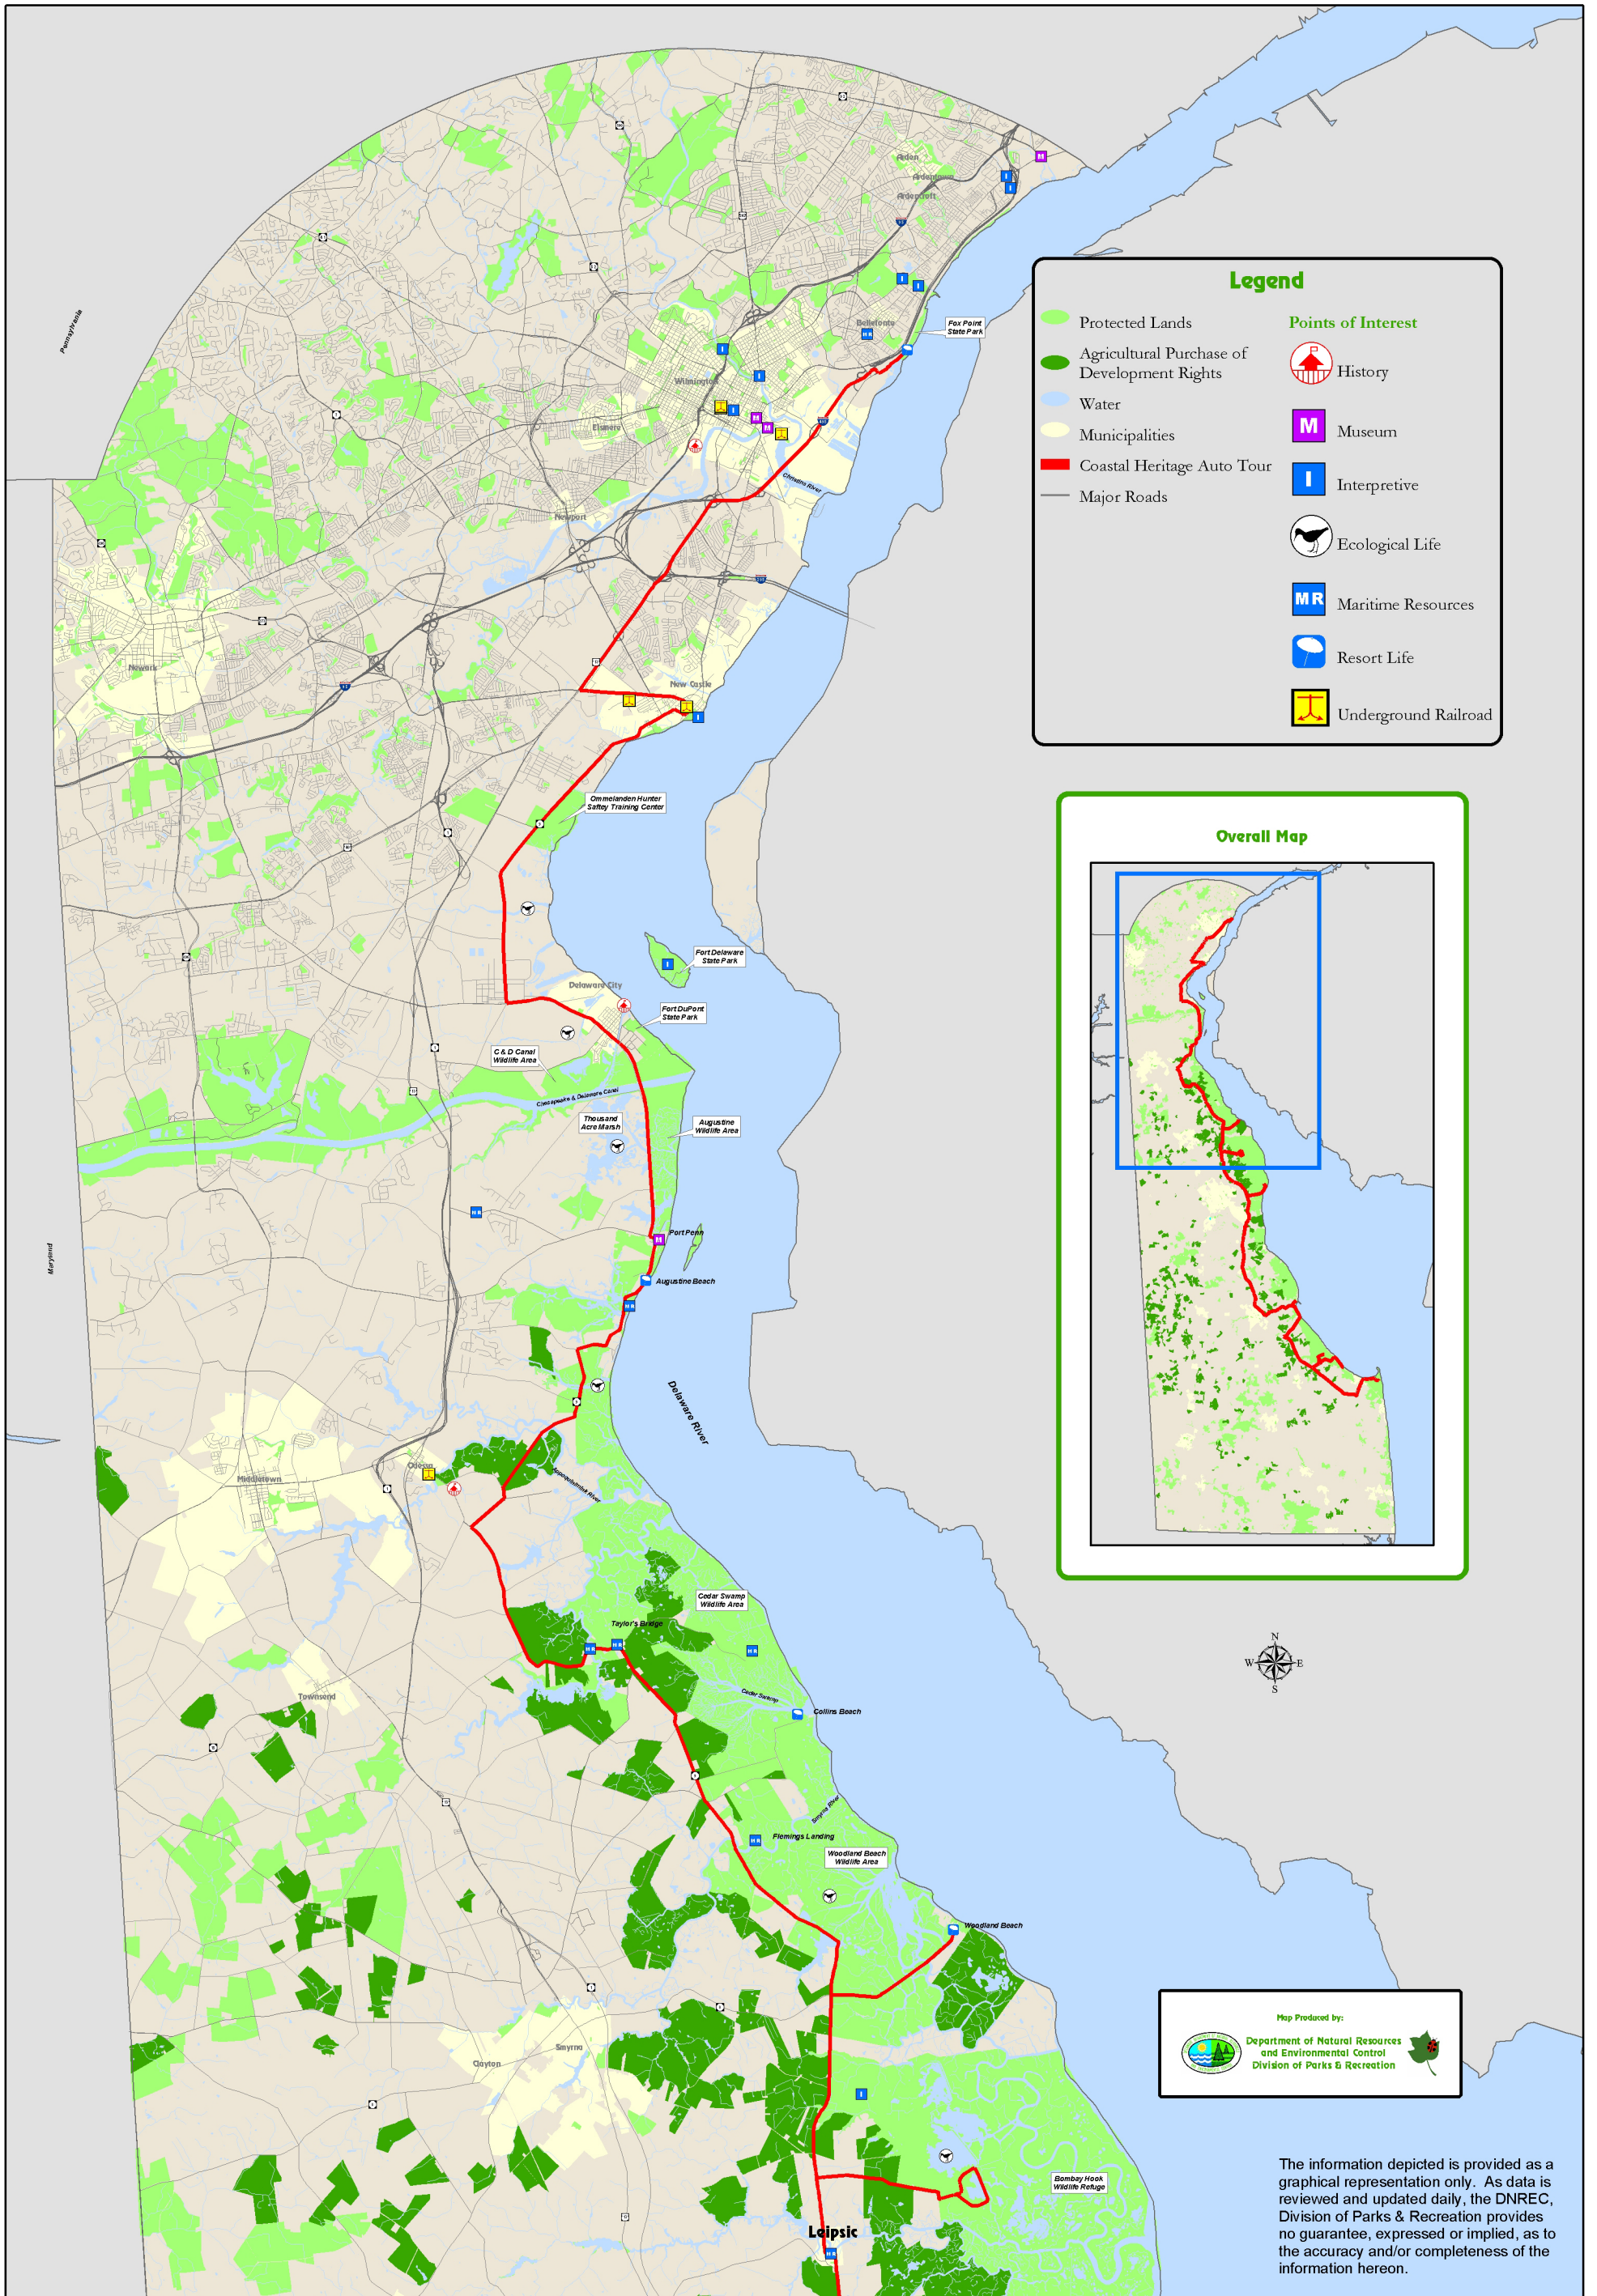 Pennsylvania
Arden
Ardentown
Ardencroft
Bellefonte
MR
Fox Point
State Park
Wilmington
Elsmere
Christina River
Newport
Newark
New Castle
Ommelanden Hunter
Saftey Training Center
Fort Delaware
State Park
Delaware City
Fort DuPont
State Park
C & D Canal
Wildlife Area
Chesapeake & Delaware Canal
Thousand
Acre Marsh
Augustine
Wildlife Area
Maryland
Port Penn
Augustine Beach
Delaware River
Odessa
Middletown
Appoquinimink River
Cedar Swamp
Wildlife Area
Taylor's Bridge
Townsend
Cedar Swamp
Collins Beach
Smyrna River
Flemings Landing
Woodland Beach
Wildlife Area
Woodland Beach
Smyrna
Clayton
Bombay Hook
Wildlife Refuge
Leipsic
Legend
Protected Lands
Agricultural Purchase of
Development Rights
Water
Municipalities
Coastal Heritage Auto Tour
Major Roads
Points of Interest
History
M Museum
I Interpretive
Ecological Life
MR Maritime Resources
Resort Life
Underground Railroad
Overall Map
N
W E
S
Map Produced by:
Department of Natural Resources
and Environmental Control
Division of Parks & Recreation
The information depicted is provided as a
graphical representation only. As data is
reviewed and updated daily, the DNREC,
Division of Parks & Recreation provides
no guarantee, expressed or implied, as to
the accuracy and/or completeness of the
information hereon.